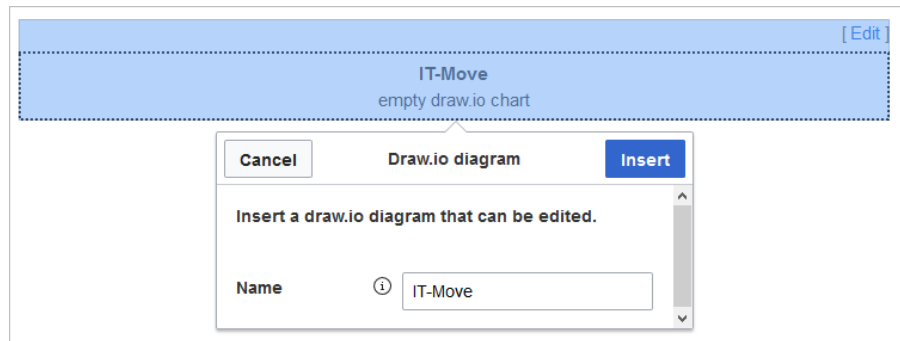 [ Edit ]
IT-Move
empty draw.io chart
Cancel Draw.io diagram Insert
Insert a draw.io diagram that can be edited.
Name i IT-Move